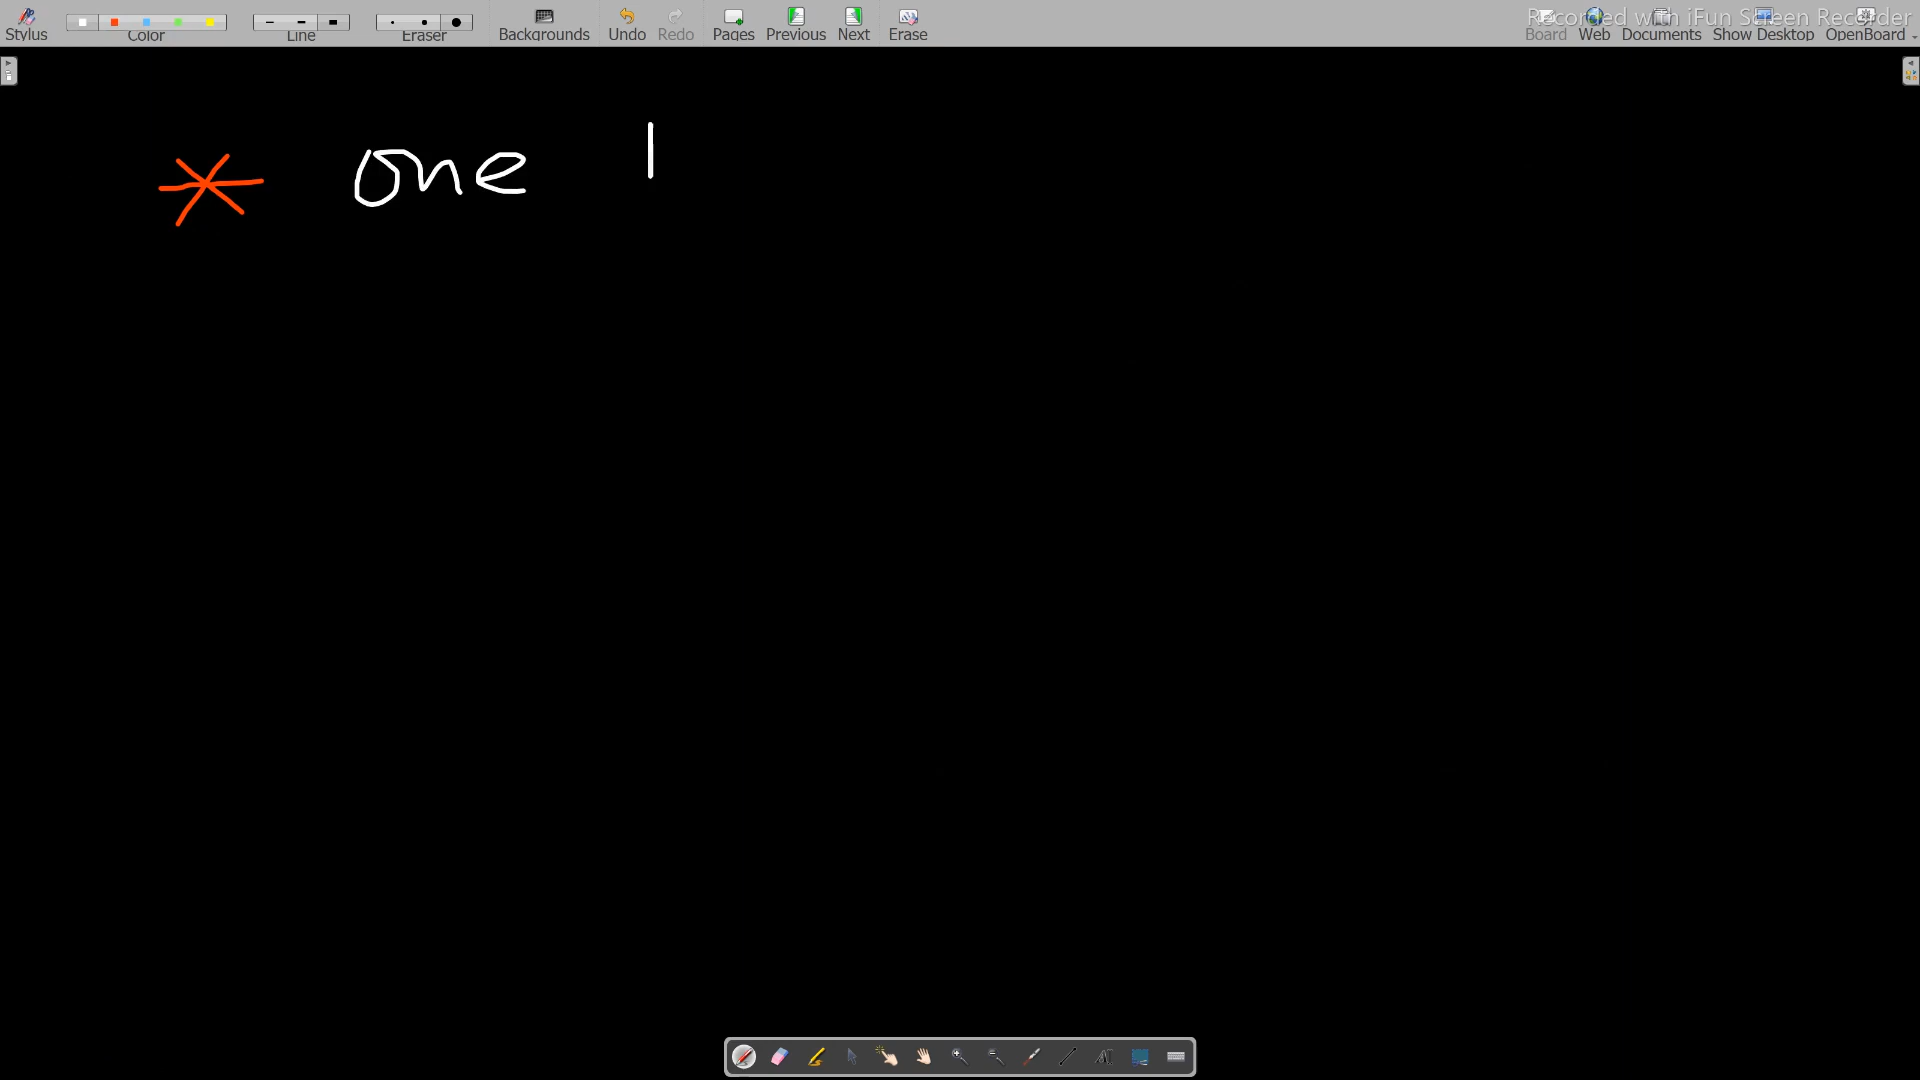 Recorded with iFun Screen Recorder
Stylus Color Line Eraser Backgrounds Undo Redo Pages Previous Next Erase Board Web Documents Show Desktop OpenBoard
* one |